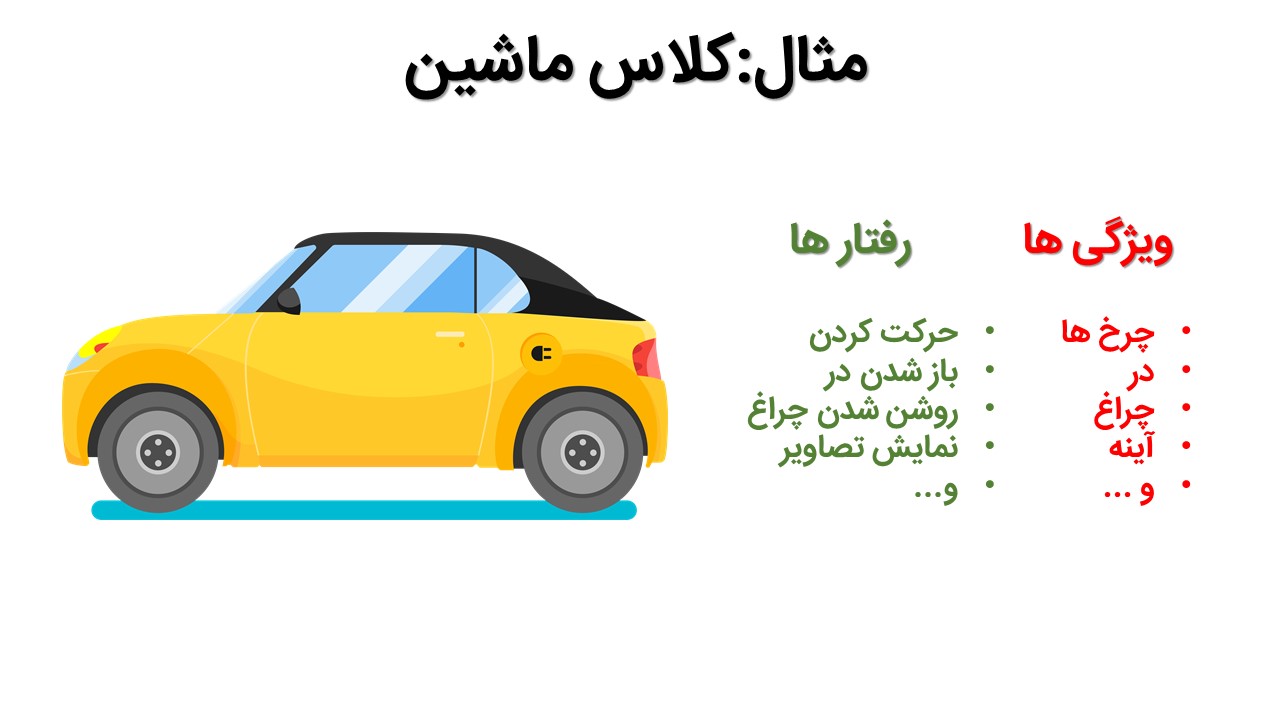 مثال:کلاس ماشین
ویژگی ها
• چرخ ها
• در
• چراغ
• آینه
• و ...
رفتار ها
• حرکت کردن
• باز شدن در
• روشن شدن چراغ
• نمایش تصاویر
• و...